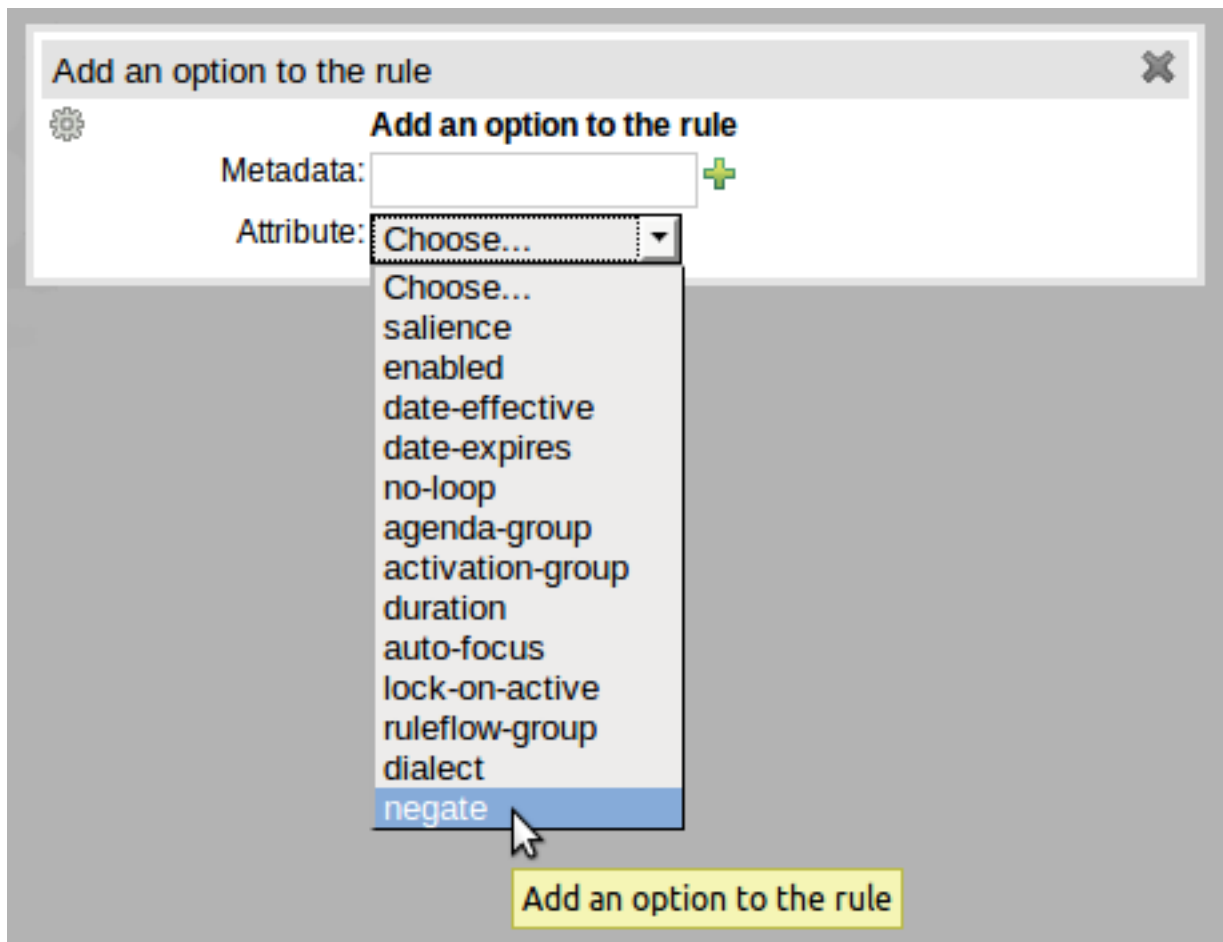 Add an option to the rule
Add an option to the rule
Metadata:
Attribute: Choose...
Choose...
salience
enabled
date-effective
date-expires
no-loop
agenda-group
activation-group
duration
auto-focus
lock-on-active
ruleflow-group
dialect
negate
Add an option to the rule